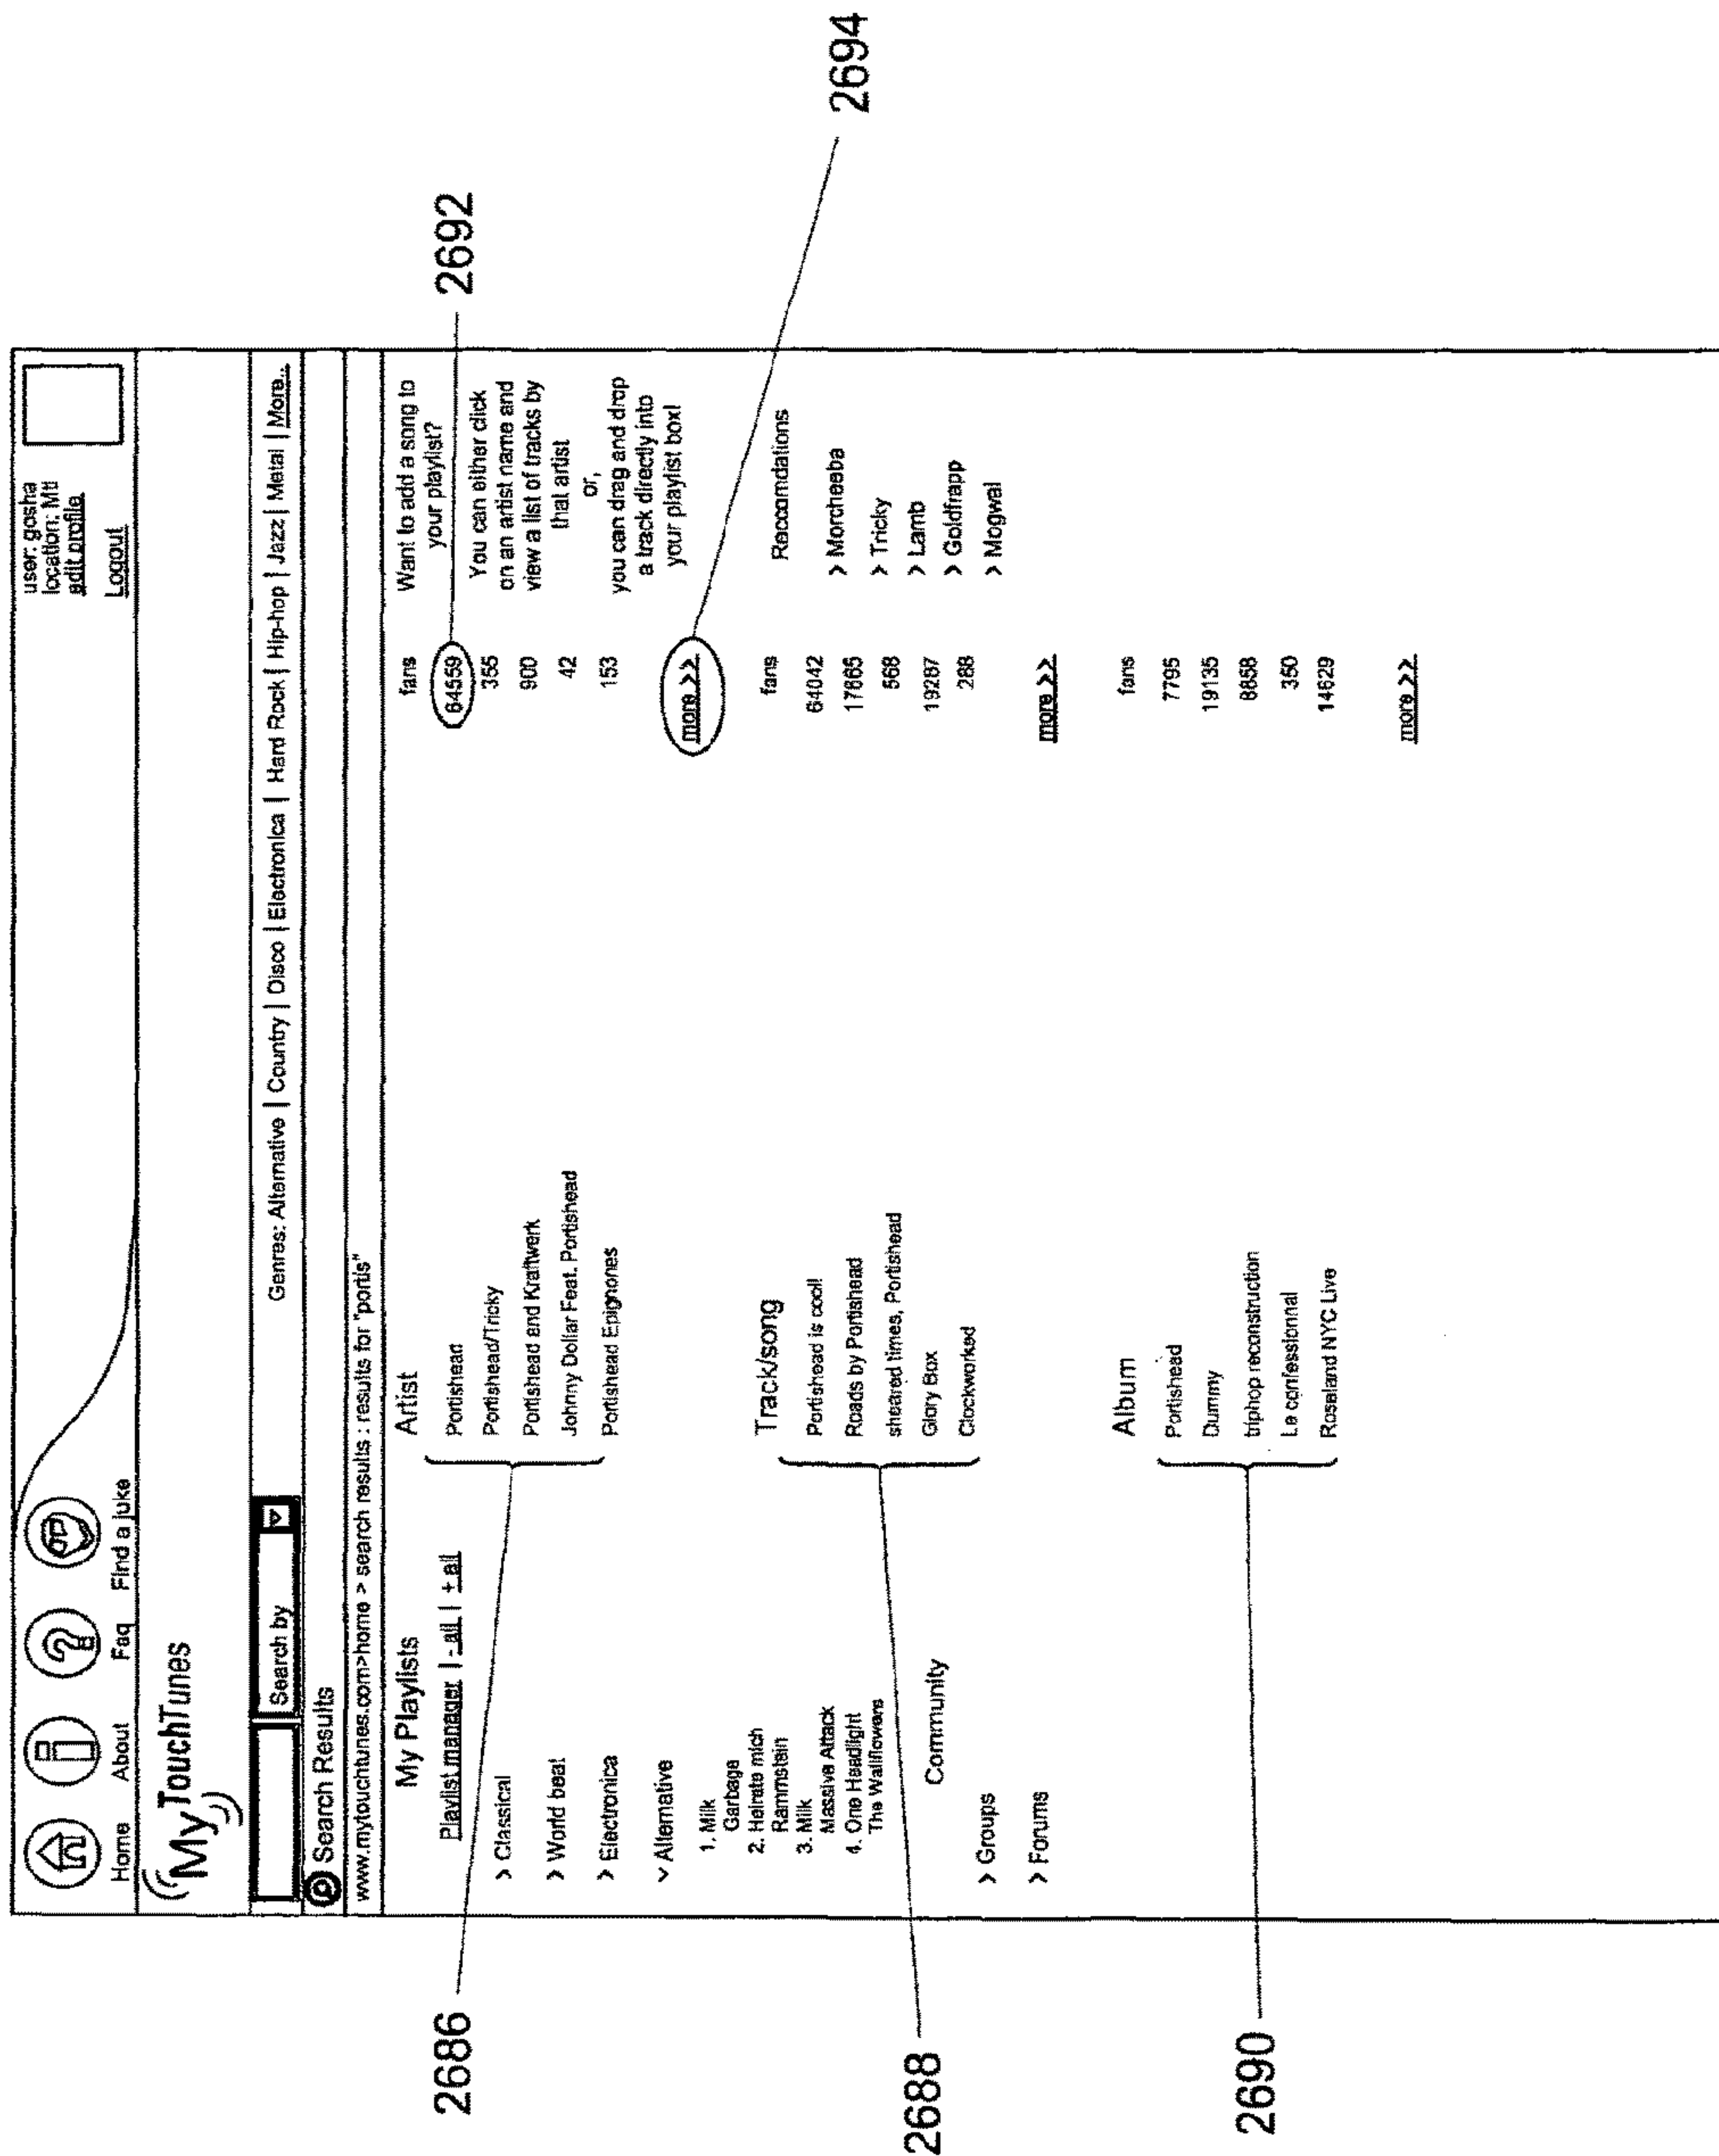 Home
About
Faq
Find a juke
user: gosha
location: Mtl
edit profile
Logout
My TouchTunes
Search by
Genres: Alternative | Country | Disco | Electronica | Hard Rock | Hip-hop | Jazz | Metal | More..
Search Results
www.mytouchtunes.com>home > search results : results for "portis"
My Playlists
Playlist manager | - all | + all
> Classical
> World beat
> Electronica
Alternative
1. Milk
Garbage
2. Heirate mich
Rammstein
3. Milk
Massive Attack
4. One Headlight
The Wallflowers
Community
> Groups
> Forums
Artist
fans
Portishead
64559
Portishead/Tricky
355
Portishead and Kraftwerk
900
Johnny Dollar Feat. Portishead
42
Portishead Epignones
153
more >>
Track/song
fans
Portishead is cool!
64042
Roads by Portishead
17665
sheared times, Portishead
568
Glory Box
19287
Clockworked
288
more >>
Album
fans
Portishead
7795
Dummy
19135
triphop reconstruction
8858
Le confessionnal
350
Roseland NYC Live
14629
more >>
Want to add a song to
your playlist?
You can either click
on an artist name and
view a list of tracks by
that artist
or,
you can drag and drop
a track directly into
your playlist box!
Reccomdations
> Morcheeba
> Tricky
> Lamb
> Goldfrapp
> Mogwai
2686
2688
2690
2692
2694